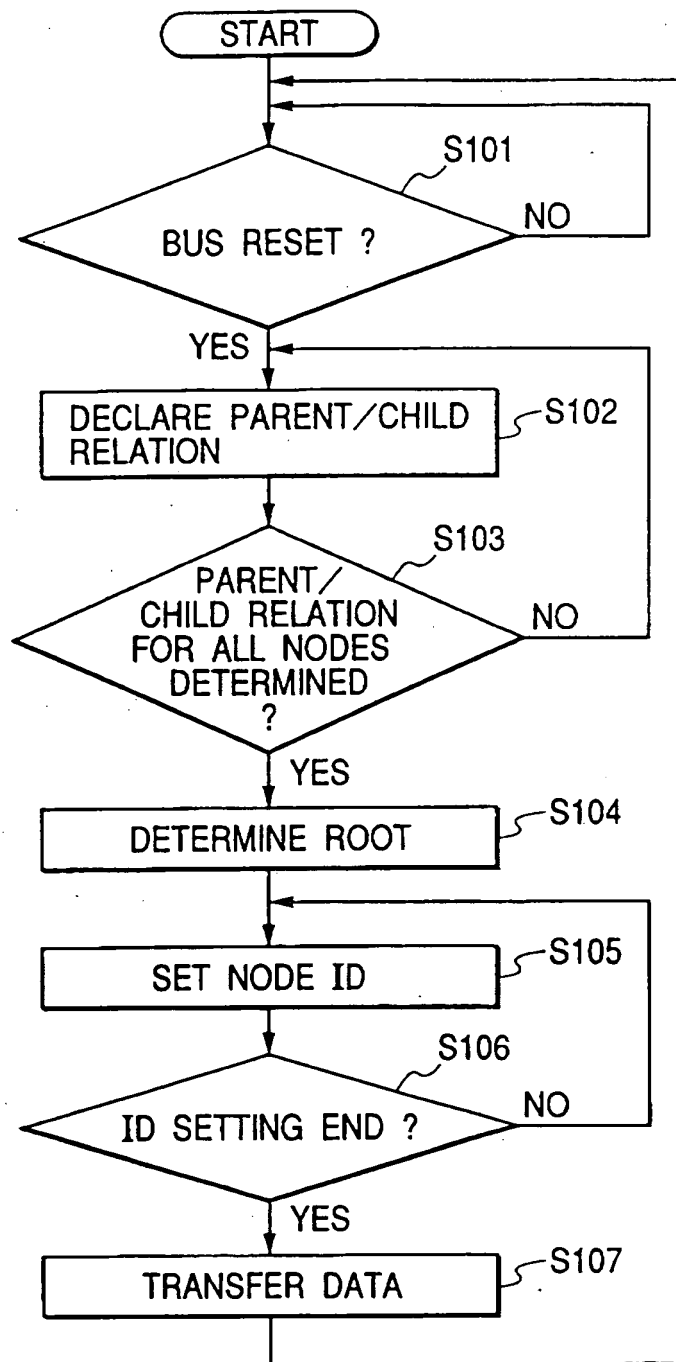 START
S101
BUS RESET ?
NO
YES
DECLARE PARENT/CHILD
RELATION
S102
S103
PARENT/
CHILD RELATION
FOR ALL NODES
DETERMINED
?
NO
YES
S104
DETERMINE ROOT
S105
SET NODE ID
S106
ID SETTING END ?
NO
YES
S107
TRANSFER DATA